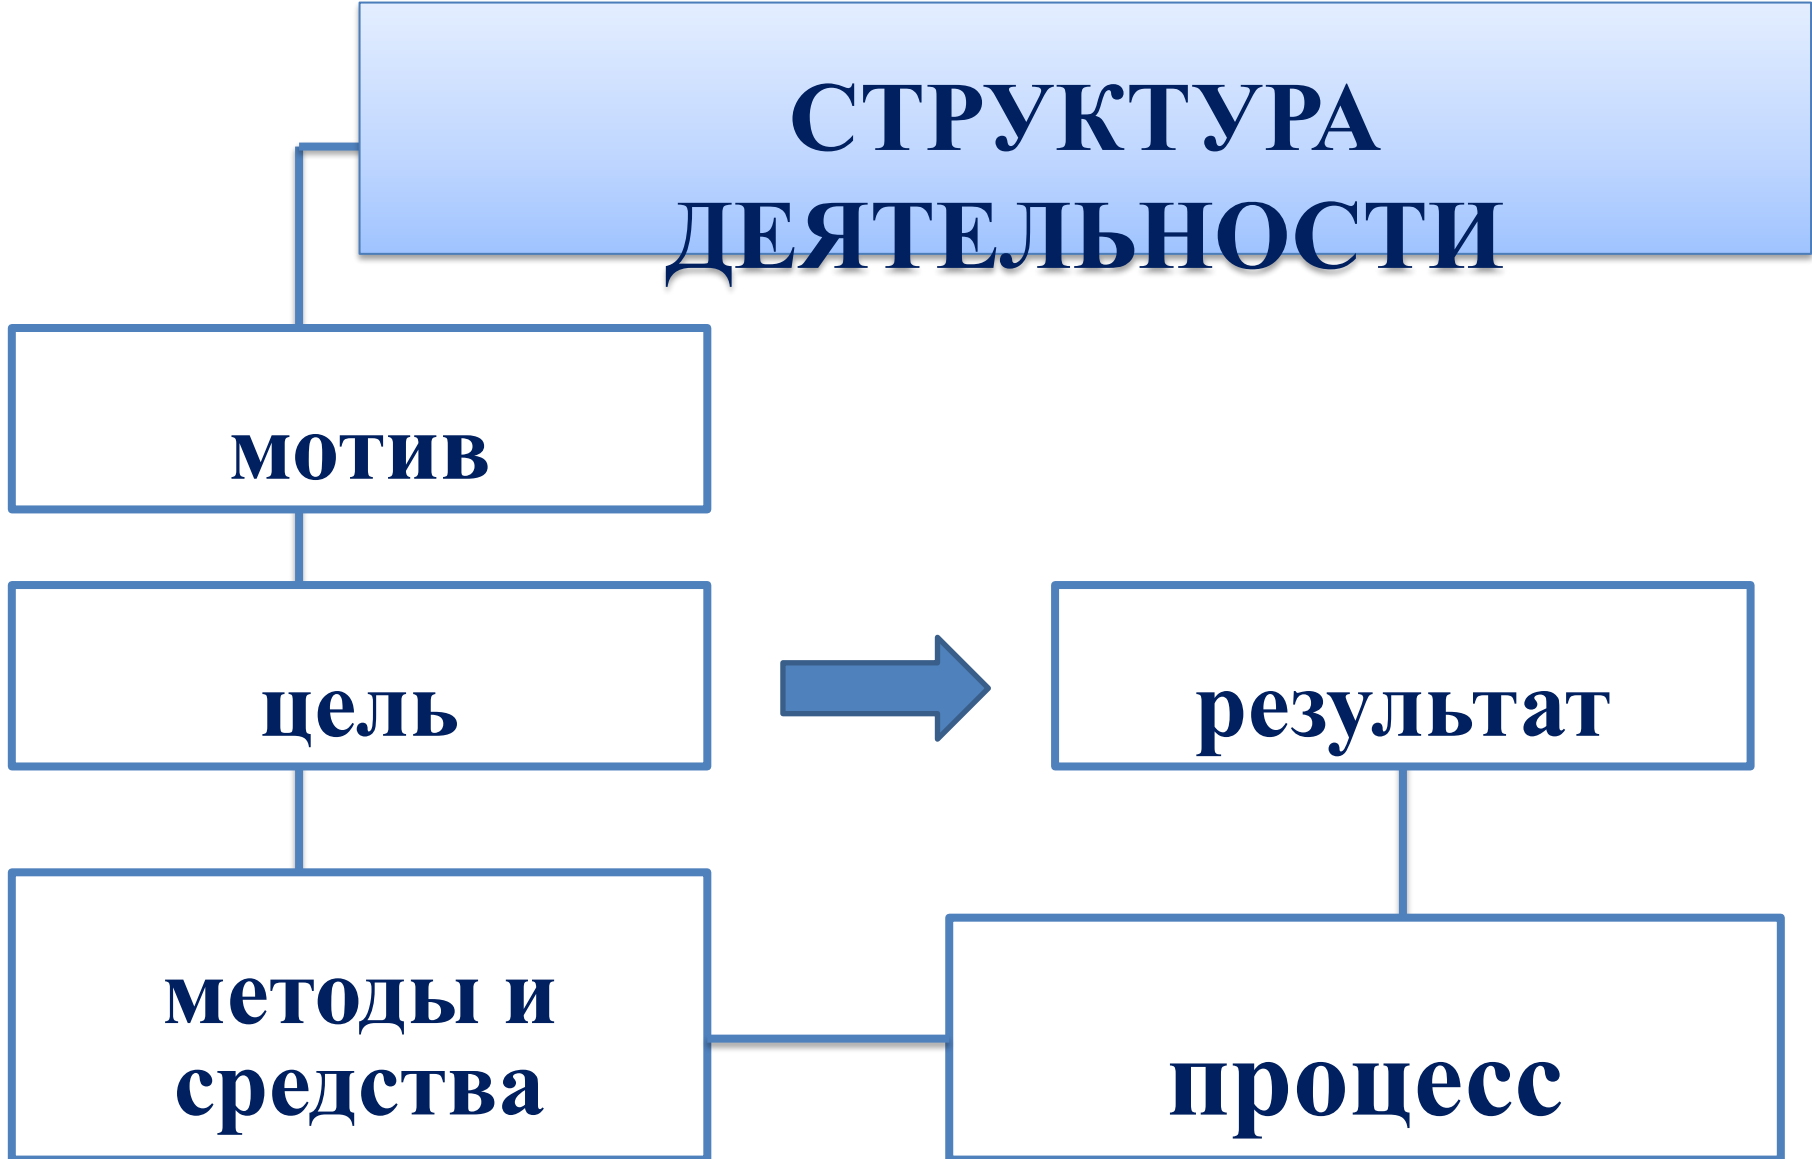 СТРУКТУРА
ДЕЯТЕЛЬНОСТИ
мотив
цель
результат
методы и
средства
процесс